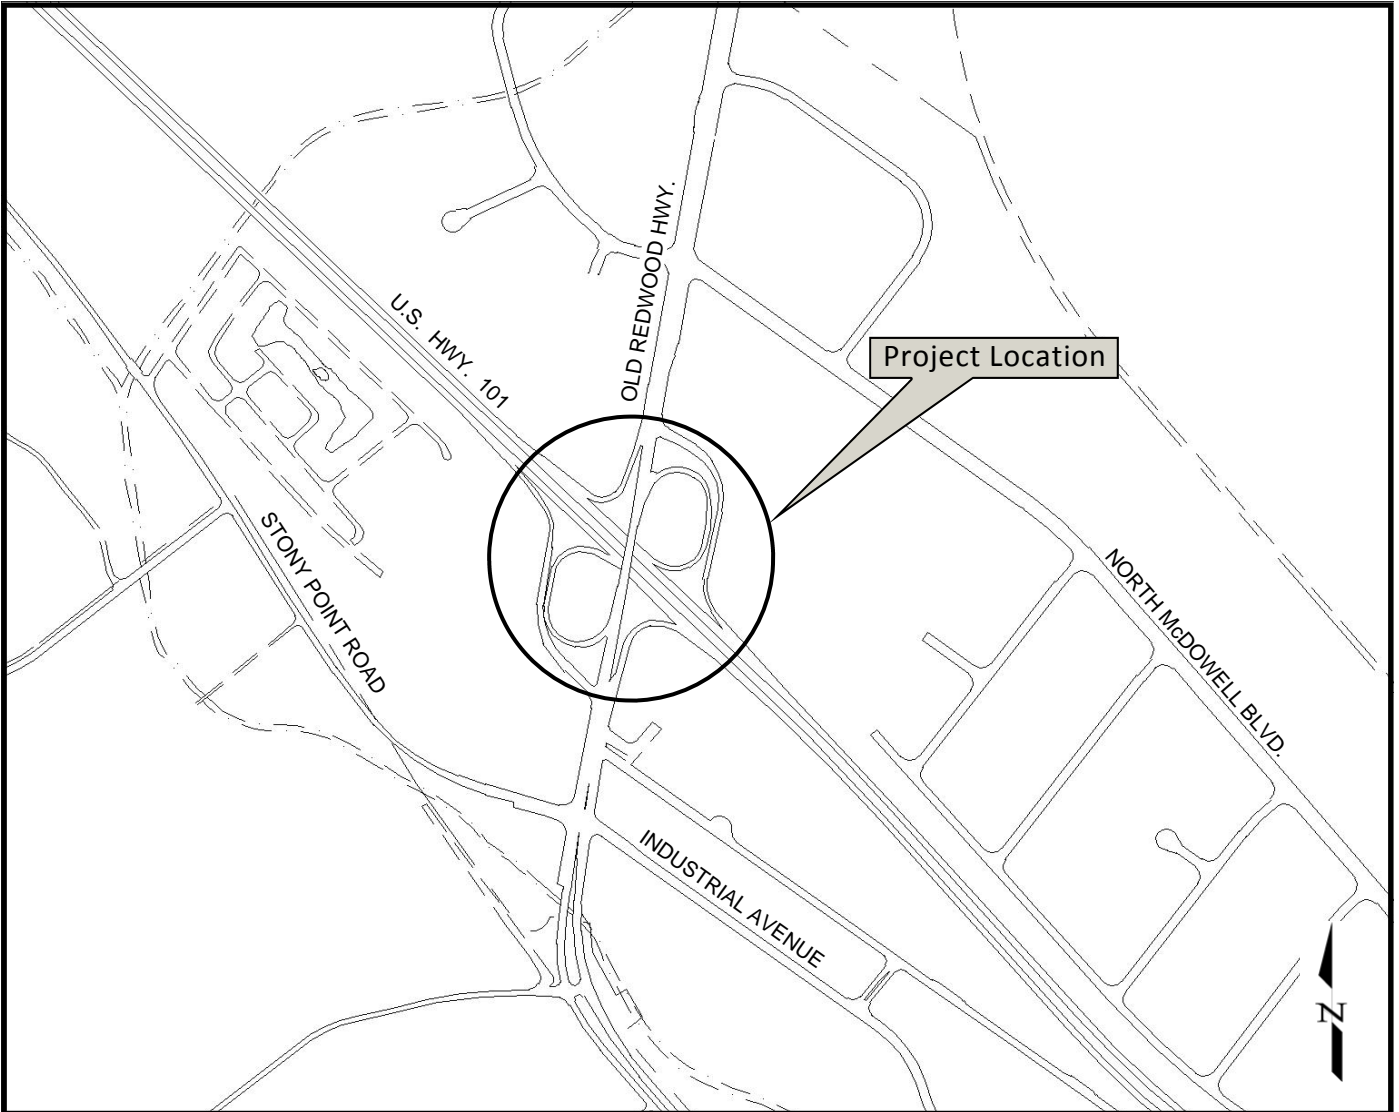 OLD REDWOOD HWY.
U.S. HWY. 101
Project Location
STONY POINT ROAD
NORTH McDOWELL BLVD.
INDUSTRIAL AVENUE
N